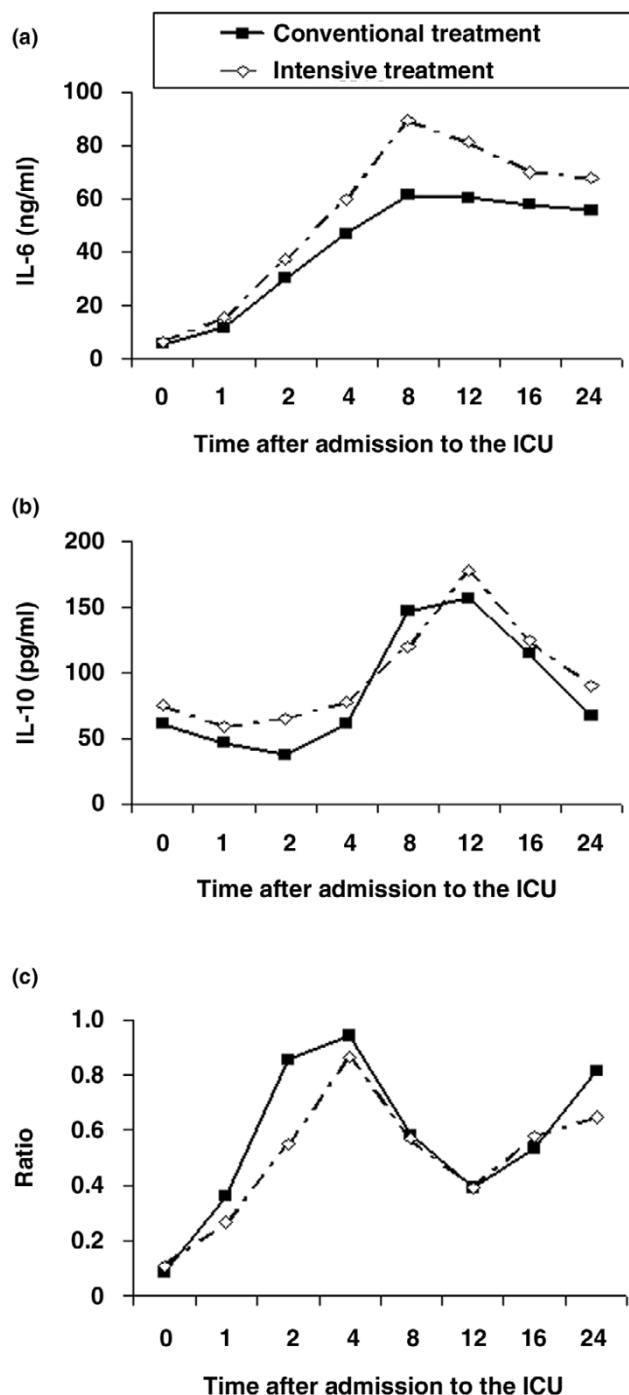 (a)
Conventional treatment
Intensive treatment
IL-6 (ng/ml)
100
80
60
40
20
0
0 1 2 4 8 12 16 24
Time after admission to the ICU
(b)
IL-10 (pg/ml)
200
150
100
50
0
0 1 2 4 8 12 16 24
Time after admission to the ICU
(c)
Ratio
1.0
0.8
0.6
0.4
0.2
0
0 1 2 4 8 12 16 24
Time after admission to the ICU